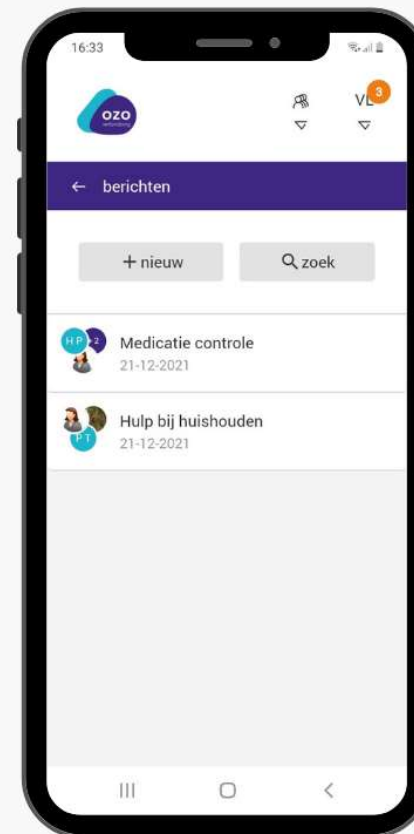 16:33
ozo
VL
3
← berichten
+ nieuw
zoek
HP
+2
Medicatie controle
21-12-2021
Hulp bij huishouden
PT
21-12-2021